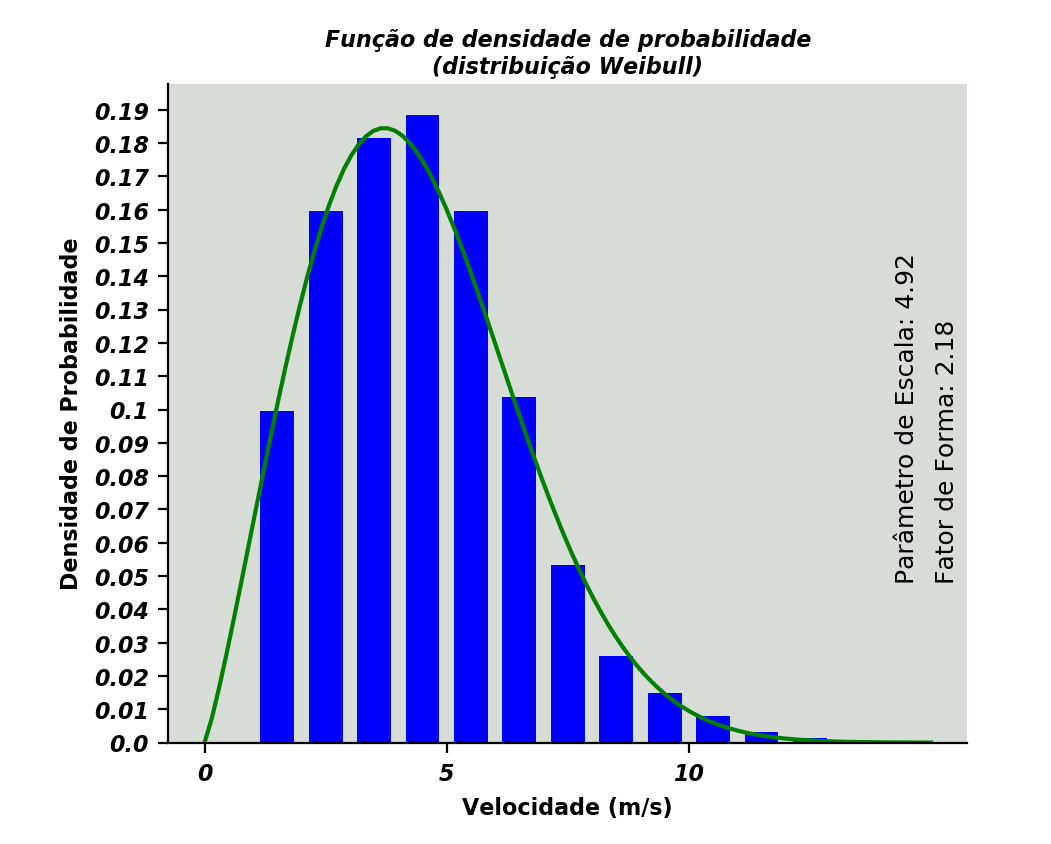 Função de densidade de probabilidade
(distribuição Weibull)
Densidade de Probabilidade
0.19
0.18
0.17
0.16
0.15
0.14
0.13
0.12
0.11
0.1
0.09
0.08
0.07
0.06
0.05
0.04
0.03
0.02
0.01
0.0
Parâmetro de Escala: 4.92
Fator de Forma: 2.18
0 5 10
Velocidade (m/s)